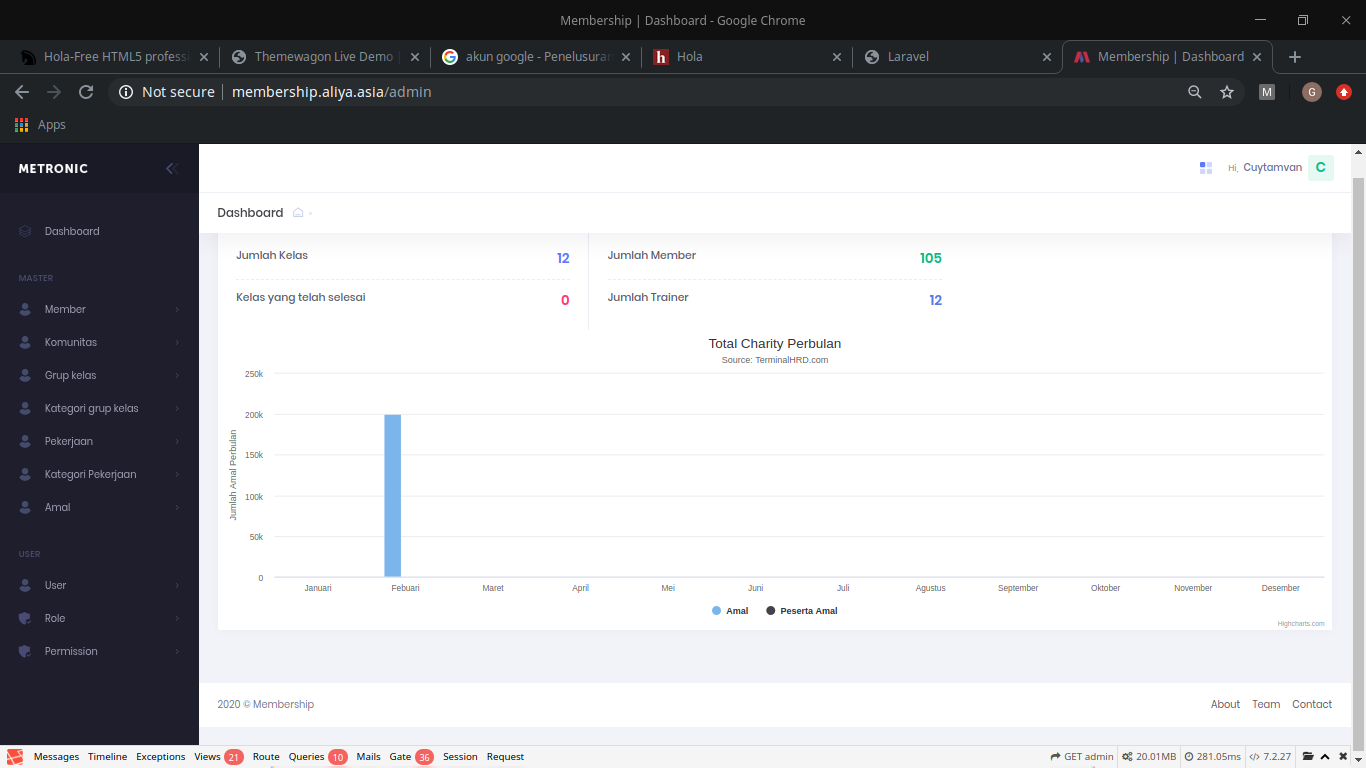 Membership | Dashboard - Google Chrome
Hola-Free HTML5 profess
Themewagon Live Demo
akun google - Penelusuran
Hola
Laravel
Membership | Dashboard
Not secure | membership.aliya.asia/admin
M
G
Apps
METRONIC
Hi, Cuytamvan C
Dashboard
Dashboard
MASTER
Member
Komunitas
Grup kelas
Kategori grup kelas
Pekerjaan
Kategori Pekerjaan
Amal
USER
User
Role
Permission
Jumlah Kelas 12
Kelas yang telah selesai 0
Jumlah Member 105
Jumlah Trainer 12
Total Charity Perbulan
Source: TerminalHRD.com
Jumlah Amal Perbulan
250k
200k
150k
100k
50k
0
Januari Febuari Maret April Mei Juni Juli Agustus September Oktober November Desember
Amal Peserta Amal
Highcharts.com
2020 © Membership
About Team Contact
Messages Timeline Exceptions Views 21 Route Queries 10 Mails Gate 36 Session Request GET admin 20.01MB 281.05ms </> 7.2.27